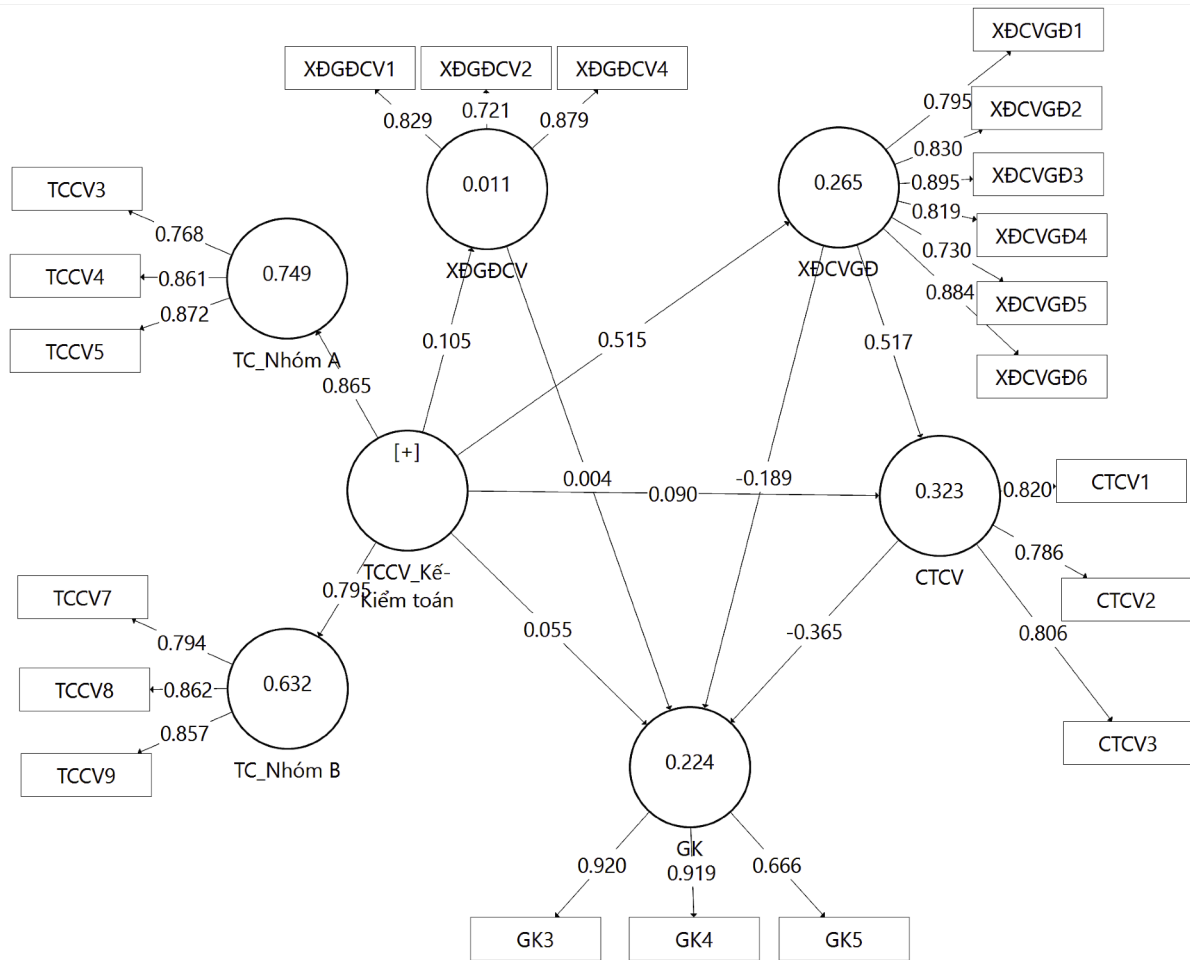 XĐCVGĐ1
XĐGĐCV1
XĐGĐCV2
XĐGĐCV4
0.795
XĐCVGĐ2
0.829
0.721
0.879
0.830
TCCV3
0.011
0.265
0.895
XĐCVGĐ3
0.768
0.819
XĐCVGĐ4
TCCV4
0.861
0.749
XĐGĐCV
XĐCVGĐ
0.730
0.884
XĐCVGĐ5
TCCV5
0.872
TC_Nhóm A
0.105
0.515
0.517
0.865
XĐCVGĐ6
[+]
0.004
-0.189
0.090
0.323
0.820
CTCV1
0.786
TCCV_Kế-
Kiểm toán
CTCV
CTCV2
TCCV7
0.795
0.794
0.055
-0.365
0.806
TCCV8
0.862
0.632
0.857
TCCV9
TC_Nhóm B
0.224
CTCV3
GK
0.920
0.919
0.666
GK3
GK4
GK5